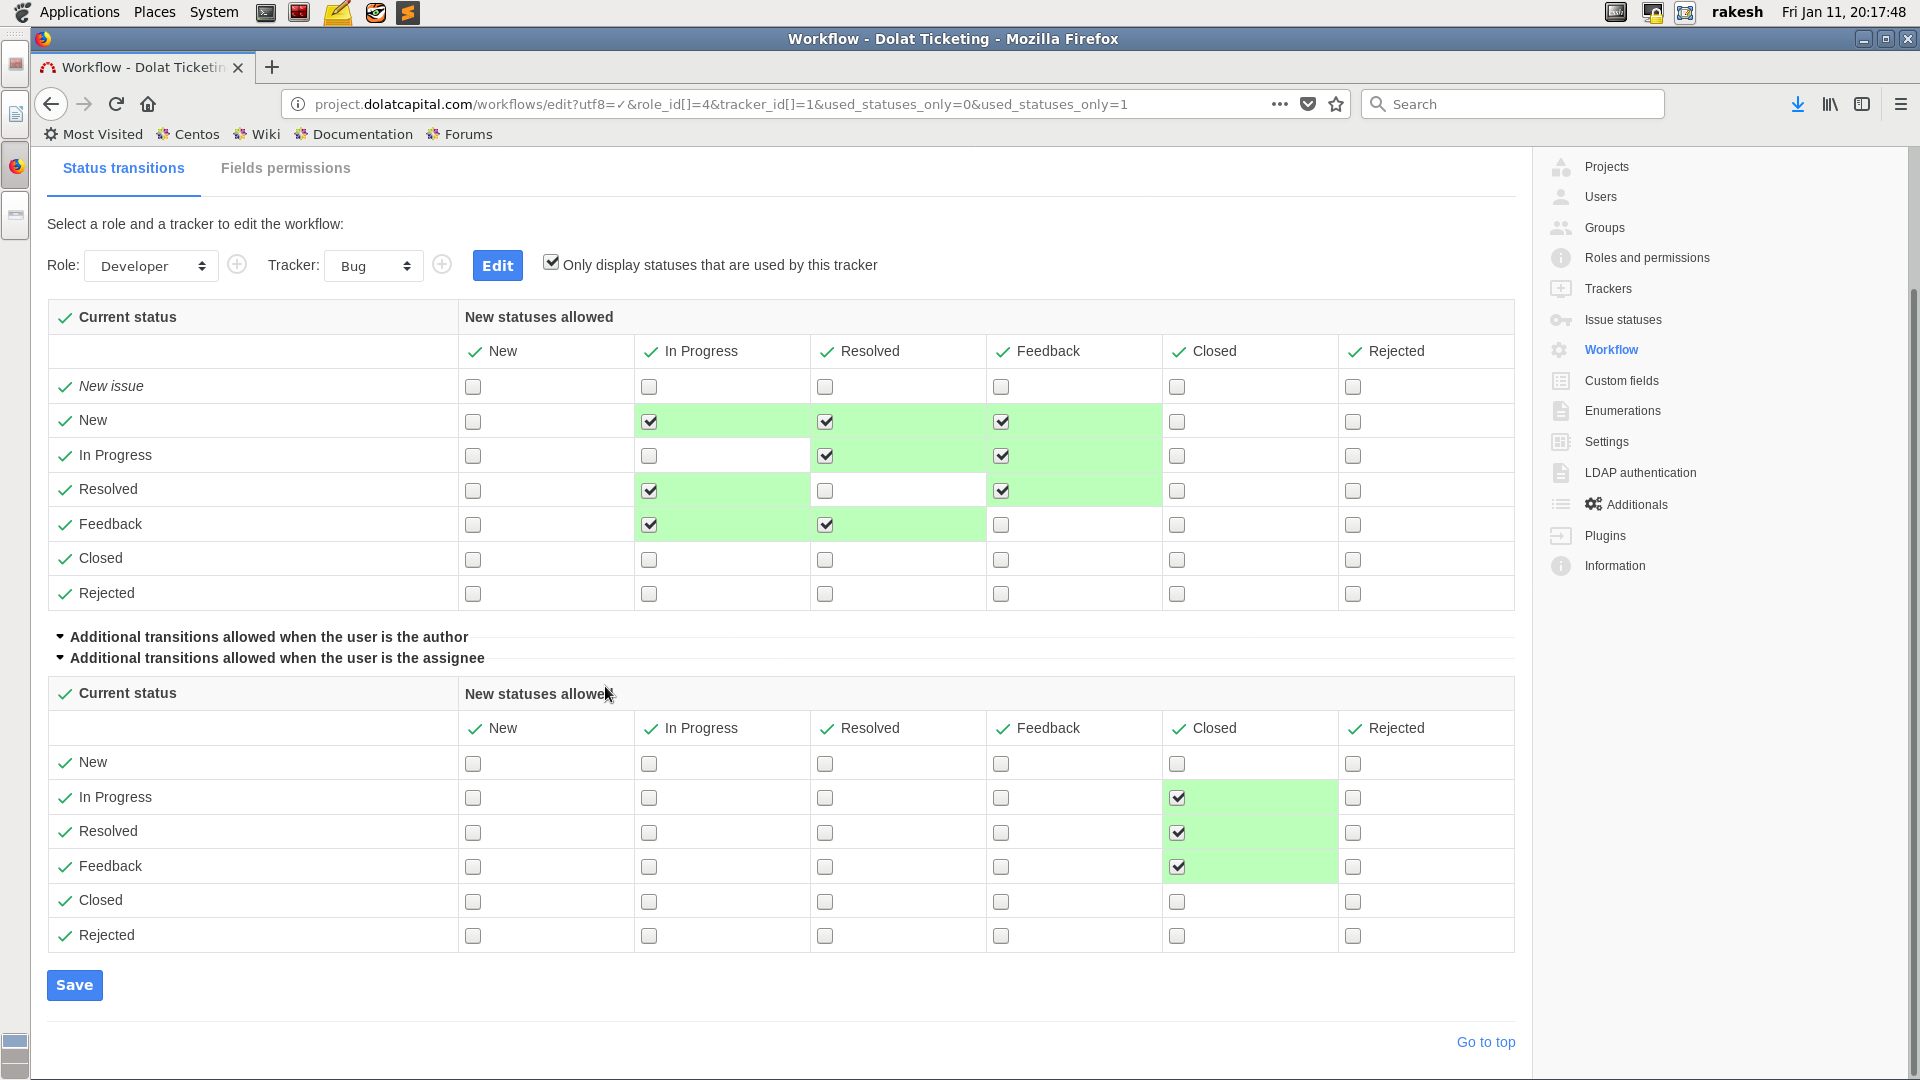 Applications Places System rakesh Fri Jan 11, 20:17:48
Workflow - Dolat Ticketing - Mozilla Firefox
Workflow - Dolat Ticketin
project.dolatcapital.com/workflows/edit?utf8=✓&role_id[]=4&tracker_id[]=1&used_statuses_only=0&used_statuses_only=1 Search
Most Visited Centos Wiki Documentation Forums
Status transitions Fields permissions
Select a role and a tracker to edit the workflow:
Role: Developer Tracker: Bug Edit Only display statuses that are used by this tracker
Current status New statuses allowed
New In Progress Resolved Feedback Closed Rejected
New issue
New
In Progress
Resolved
Feedback
Closed
Rejected
Additional transitions allowed when the user is the author
Additional transitions allowed when the user is the assignee
Current status New statuses allowed
New In Progress Resolved Feedback Closed Rejected
New
In Progress
Resolved
Feedback
Closed
Rejected
Save
Go to top
Projects
Users
Groups
Roles and permissions
Trackers
Issue statuses
Workflow
Custom fields
Enumerations
Settings
LDAP authentication
Additionals
Plugins
Information